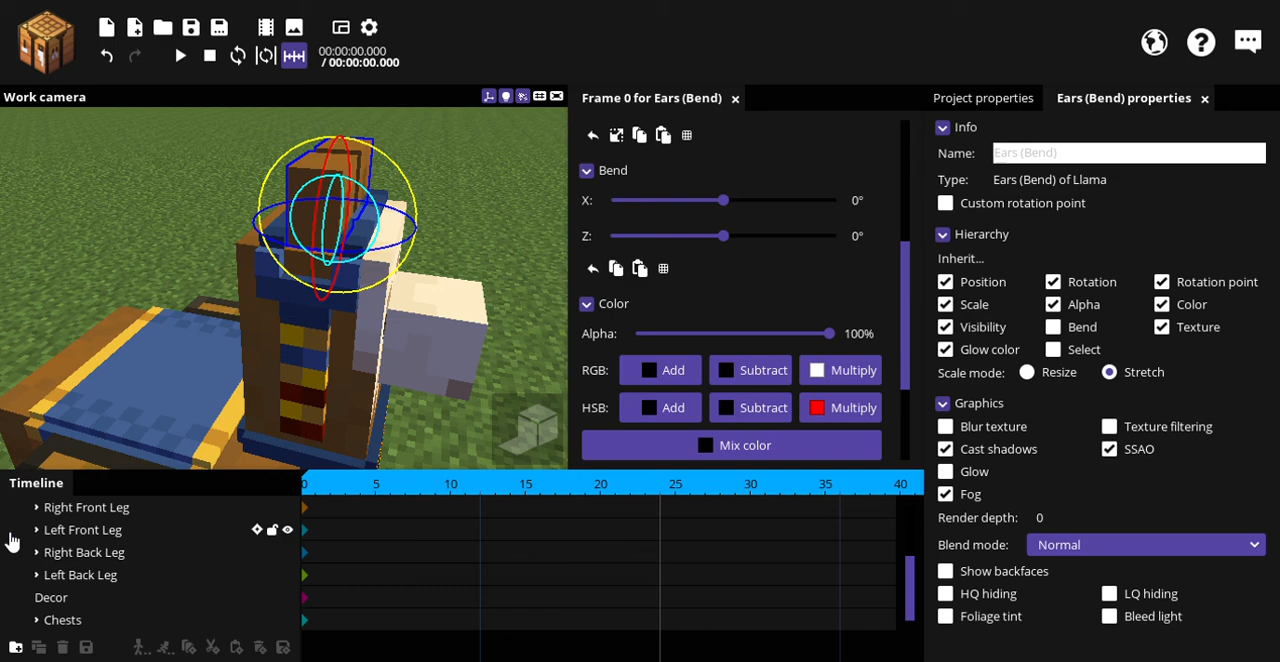 00:00:00.000
/ 00:00:00.000
Work camera
Frame 0 for Ears (Bend)
Project properties
Ears (Bend) properties
Bend
X:
0°
Z:
0°
Color
Alpha:
100%
RGB:
Add
Subtract
Multiply
HSB:
Add
Subtract
Multiply
Mix color
Info
Name:
Ears (Bend)
Type:
Ears (Bend) of Llama
Custom rotation point
Hierarchy
Inherit...
Position
Rotation
Rotation point
Scale
Alpha
Color
Visibility
Bend
Texture
Glow color
Select
Scale mode:
Resize
Stretch
Graphics
Blur texture
Texture filtering
Cast shadows
SSAO
Glow
Fog
Render depth:
0
Blend mode:
Normal
Show backfaces
HQ hiding
LQ hiding
Foliage tint
Bleed light
Timeline
0 5 10 15 20 25 30 35 40
Right Front Leg
Left Front Leg
Right Back Leg
Left Back Leg
Decor
Chests